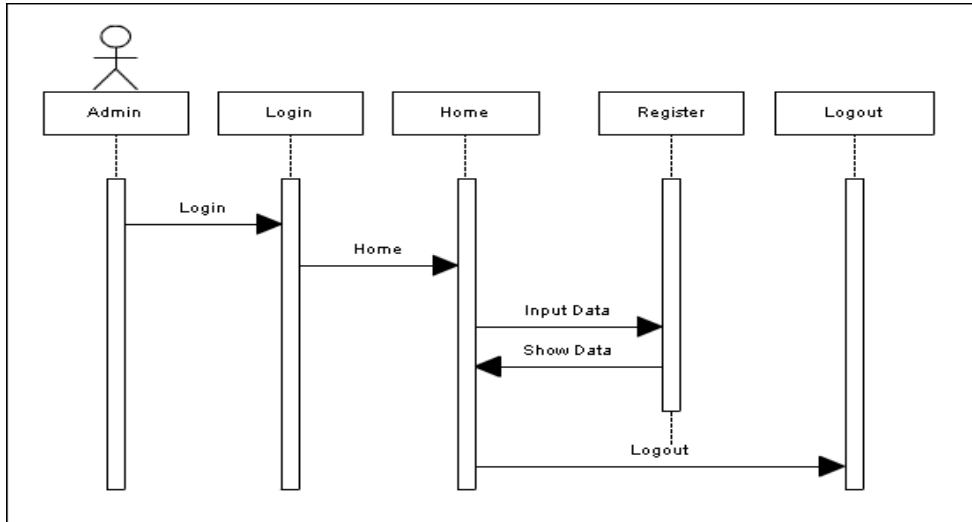 Admin
Login
Home
Register
Logout
Login
Home
Input Data
Show Data
Logout